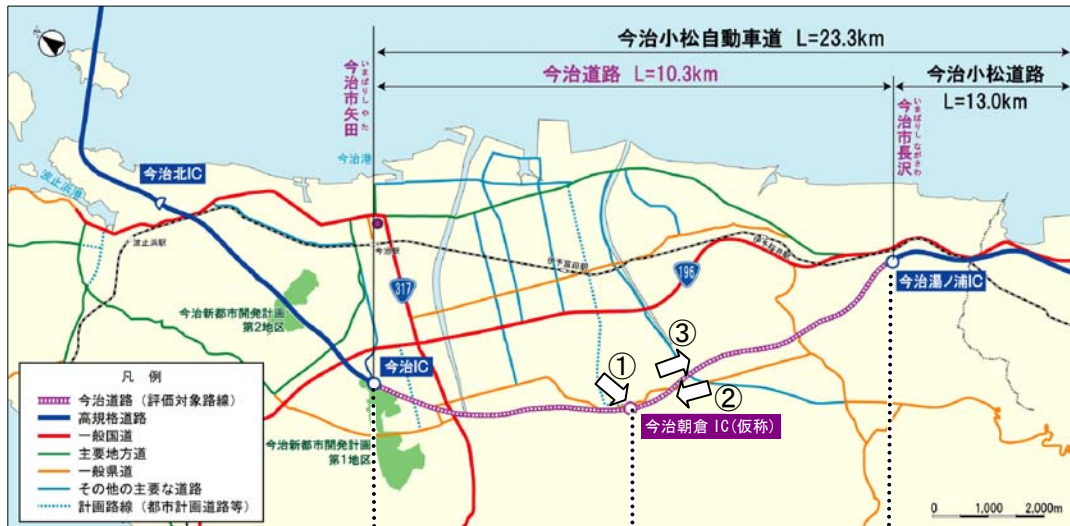 今治小松自動車道 L=23.3km
今治道路 L=10.3km
今治小松道路
L=13.0km
いまばりし やた
今治市矢田
いまばりし ながさわ
今治市長沢
今治港
今治北IC
波止浜港
波止浜駅
今治駅
伊予富田駅
伊予桜井駅
317
196
今治湯ノ浦IC
今治新都市開発計画
第2地区
今治IC
①
③
②
今治朝倉 IC(仮称)
今治新都市開発計画
第1地区
凡 例
今治道路（評価対象路線）
高規格道路
一般国道
主要地方道
一般県道
その他の主要な道路
計画路線（都市計画道路等）
0 1,000 2,000m